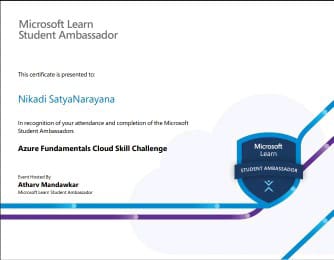 Microsoft Learn
Student Ambassador
This certificate is presented to:
Nikadi SatyaNarayana
In recognition of your attendance and completion of the Microsoft
Student Ambassadors
Azure Fundamentals Cloud Skill Challenge
Event Hosted By
Atharv Mandawkar
Microsoft Learn Student Ambassador
Microsoft
Learn
STUDENT AMBASSADOR